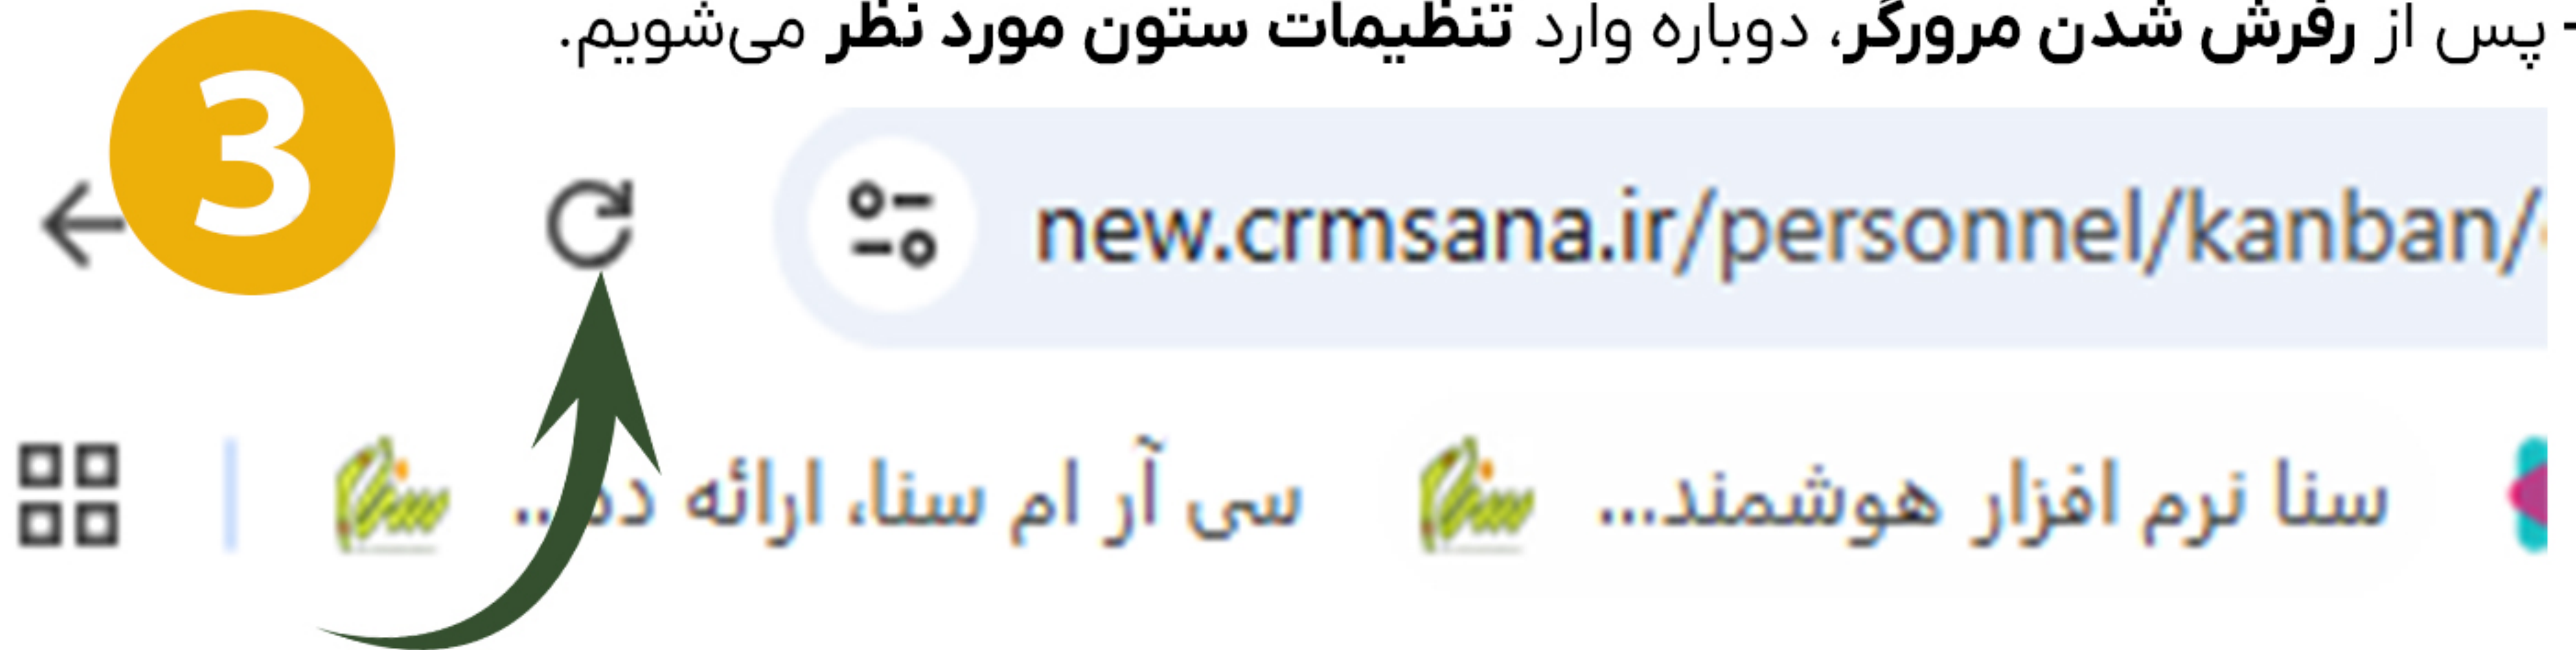 - پس از رفرش شدن مرورگر، دوباره وارد تنظیمات ستون مورد نظر می‌شویم.
3
new.crmsana.ir/personnel/kanban/
سی آر ام سنا، ارائه ده...
سنا نرم افزار هوشمند...